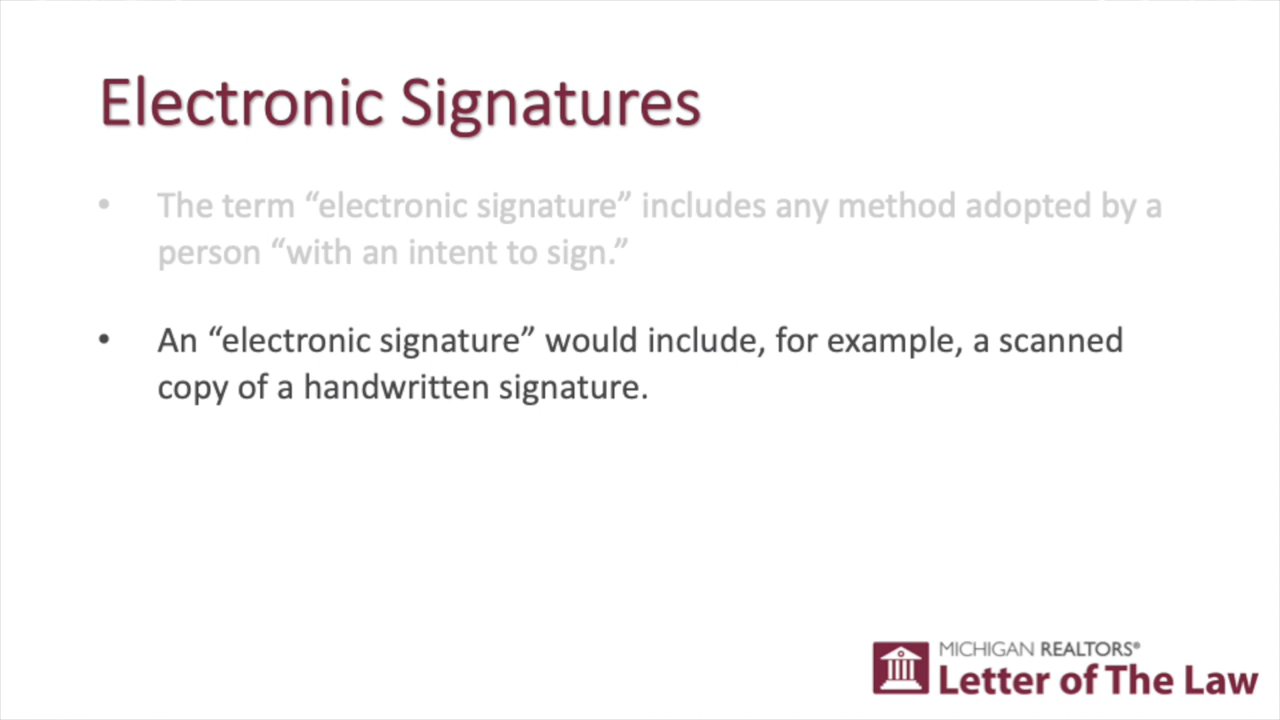 Electronic Signatures
• The term “electronic signature” includes any method adopted by a
person “with an intent to sign.”
• An “electronic signature” would include, for example, a scanned
copy of a handwritten signature.
MICHIGAN REALTORS®
Letter of The Law